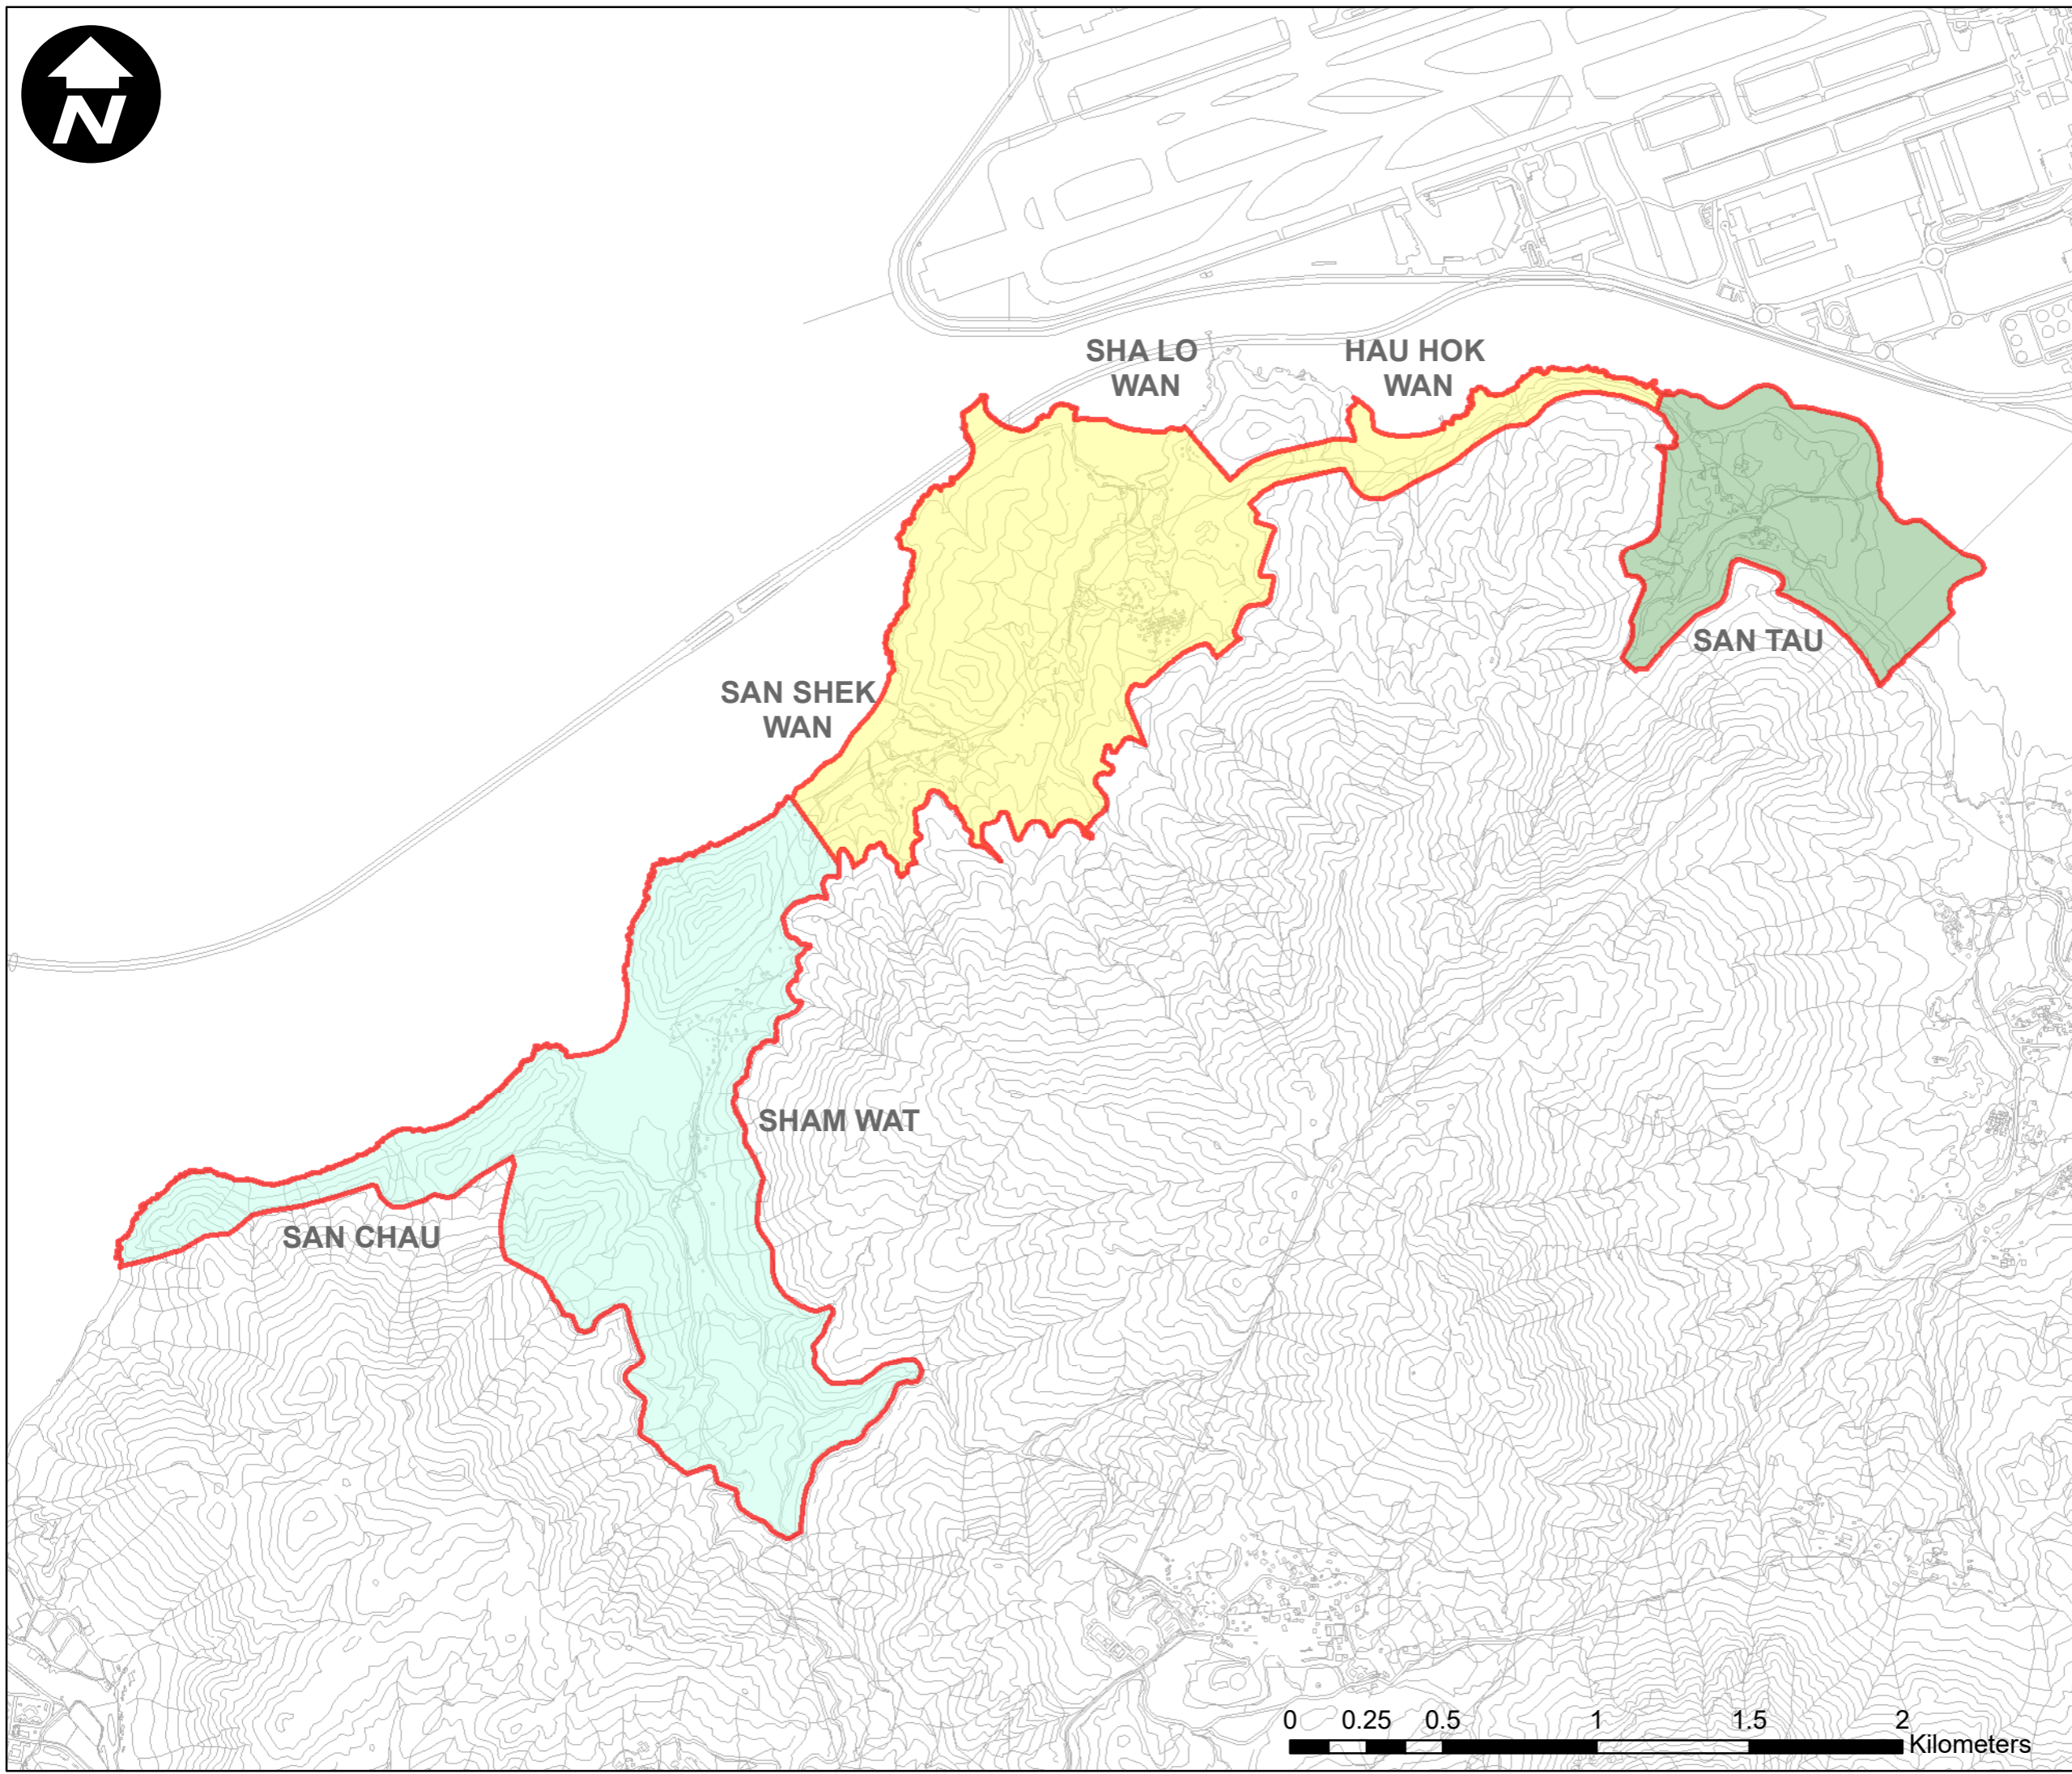 N
SHA LO
WAN
HAU HOK
WAN
SAN TAU
SAN SHEK
WAN
SHAM WAT
SAN CHAU
0 0.25 0.5 1 1.5 2
Kilometers